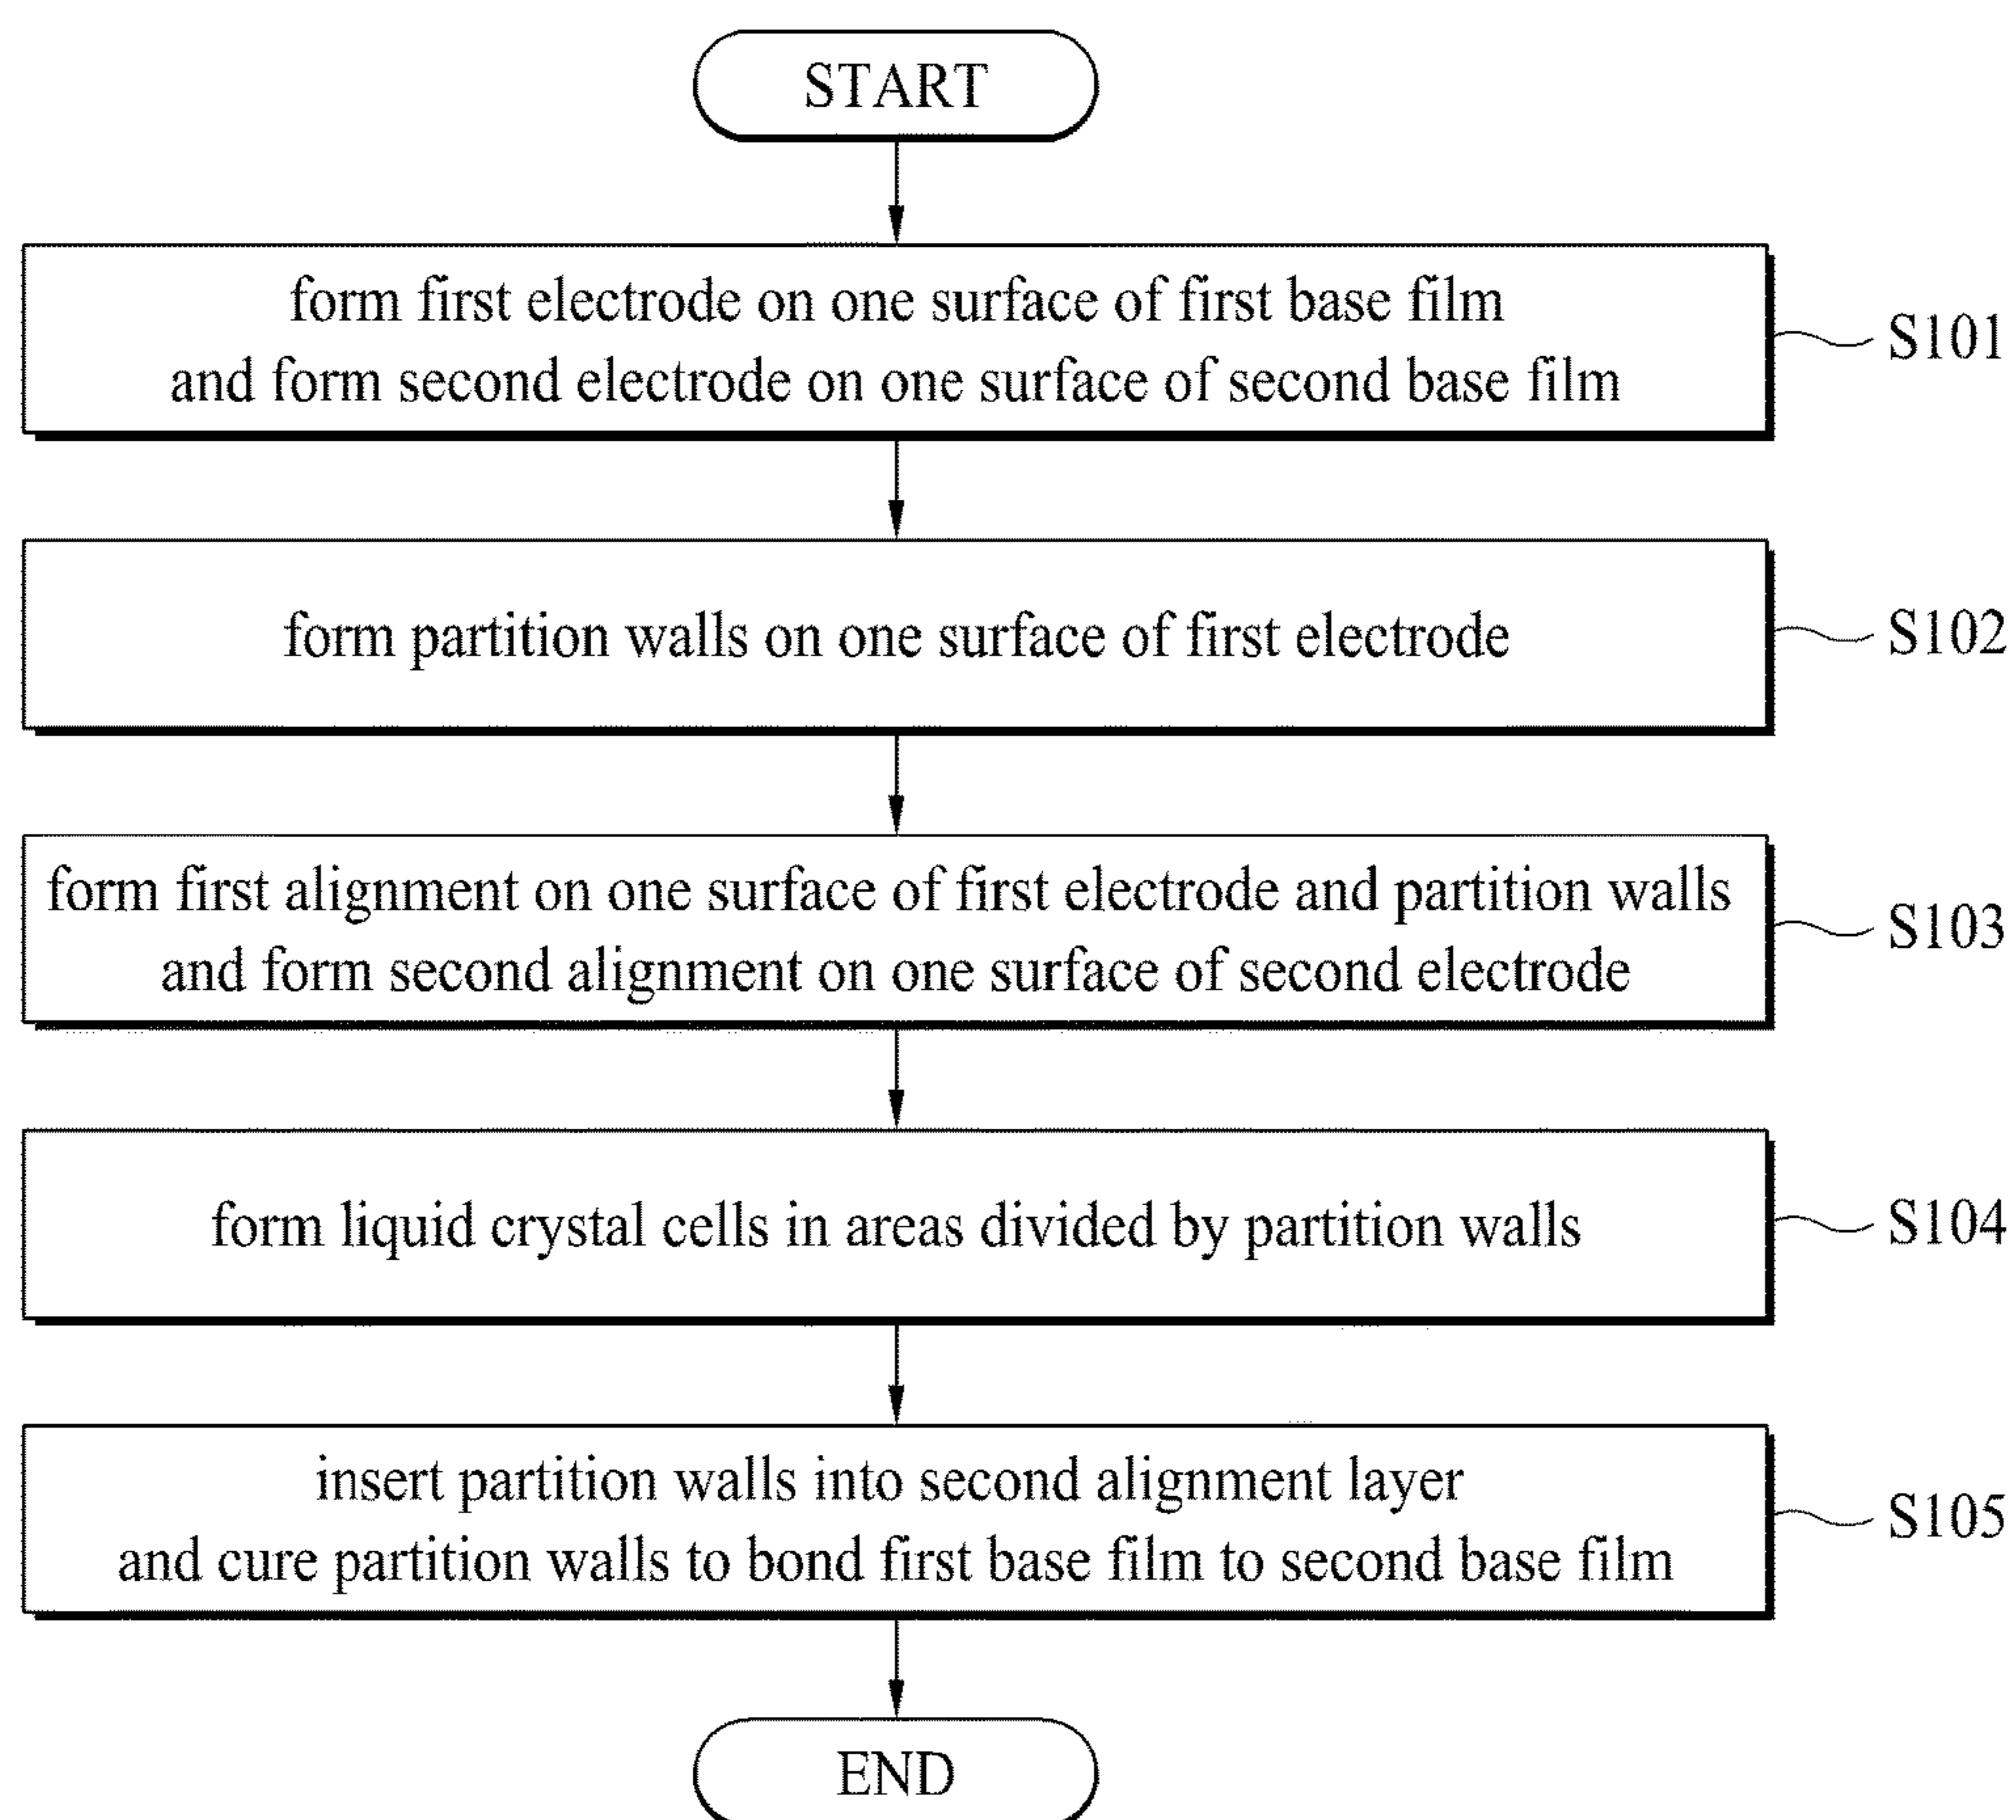 START
form first electrode on one surface of first base film
and form second electrode on one surface of second base film
S101
form partition walls on one surface of first electrode
S102
form first alignment on one surface of first electrode and partition walls
and form second alignment on one surface of second electrode
S103
form liquid crystal cells in areas divided by partition walls
S104
insert partition walls into second alignment layer
and cure partition walls to bond first base film to second base film
S105
END